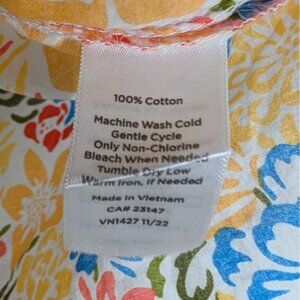 100% Cotton
Machine Wash Cold
Gentle Cycle
Only Non-Chlorine
Bleach When Needed
Tumble Dry Low
Warm Iron, If Needed
Made in Vietnam
CA# 23147
VN1427 11/22